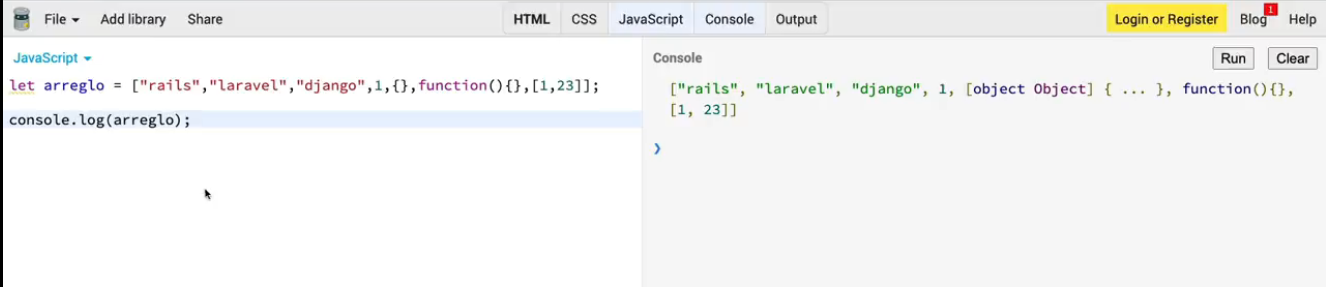 File Add library Share HTML CSS JavaScript Console Output Login or Register Blog 1 Help
JavaScript
let arreglo = ["rails","laravel","django",1,{},function(){},[1,23]];
console.log(arreglo);
Console Run Clear
["rails", "laravel", "django", 1, [object Object] { ... }, function(){},
[1, 23]]